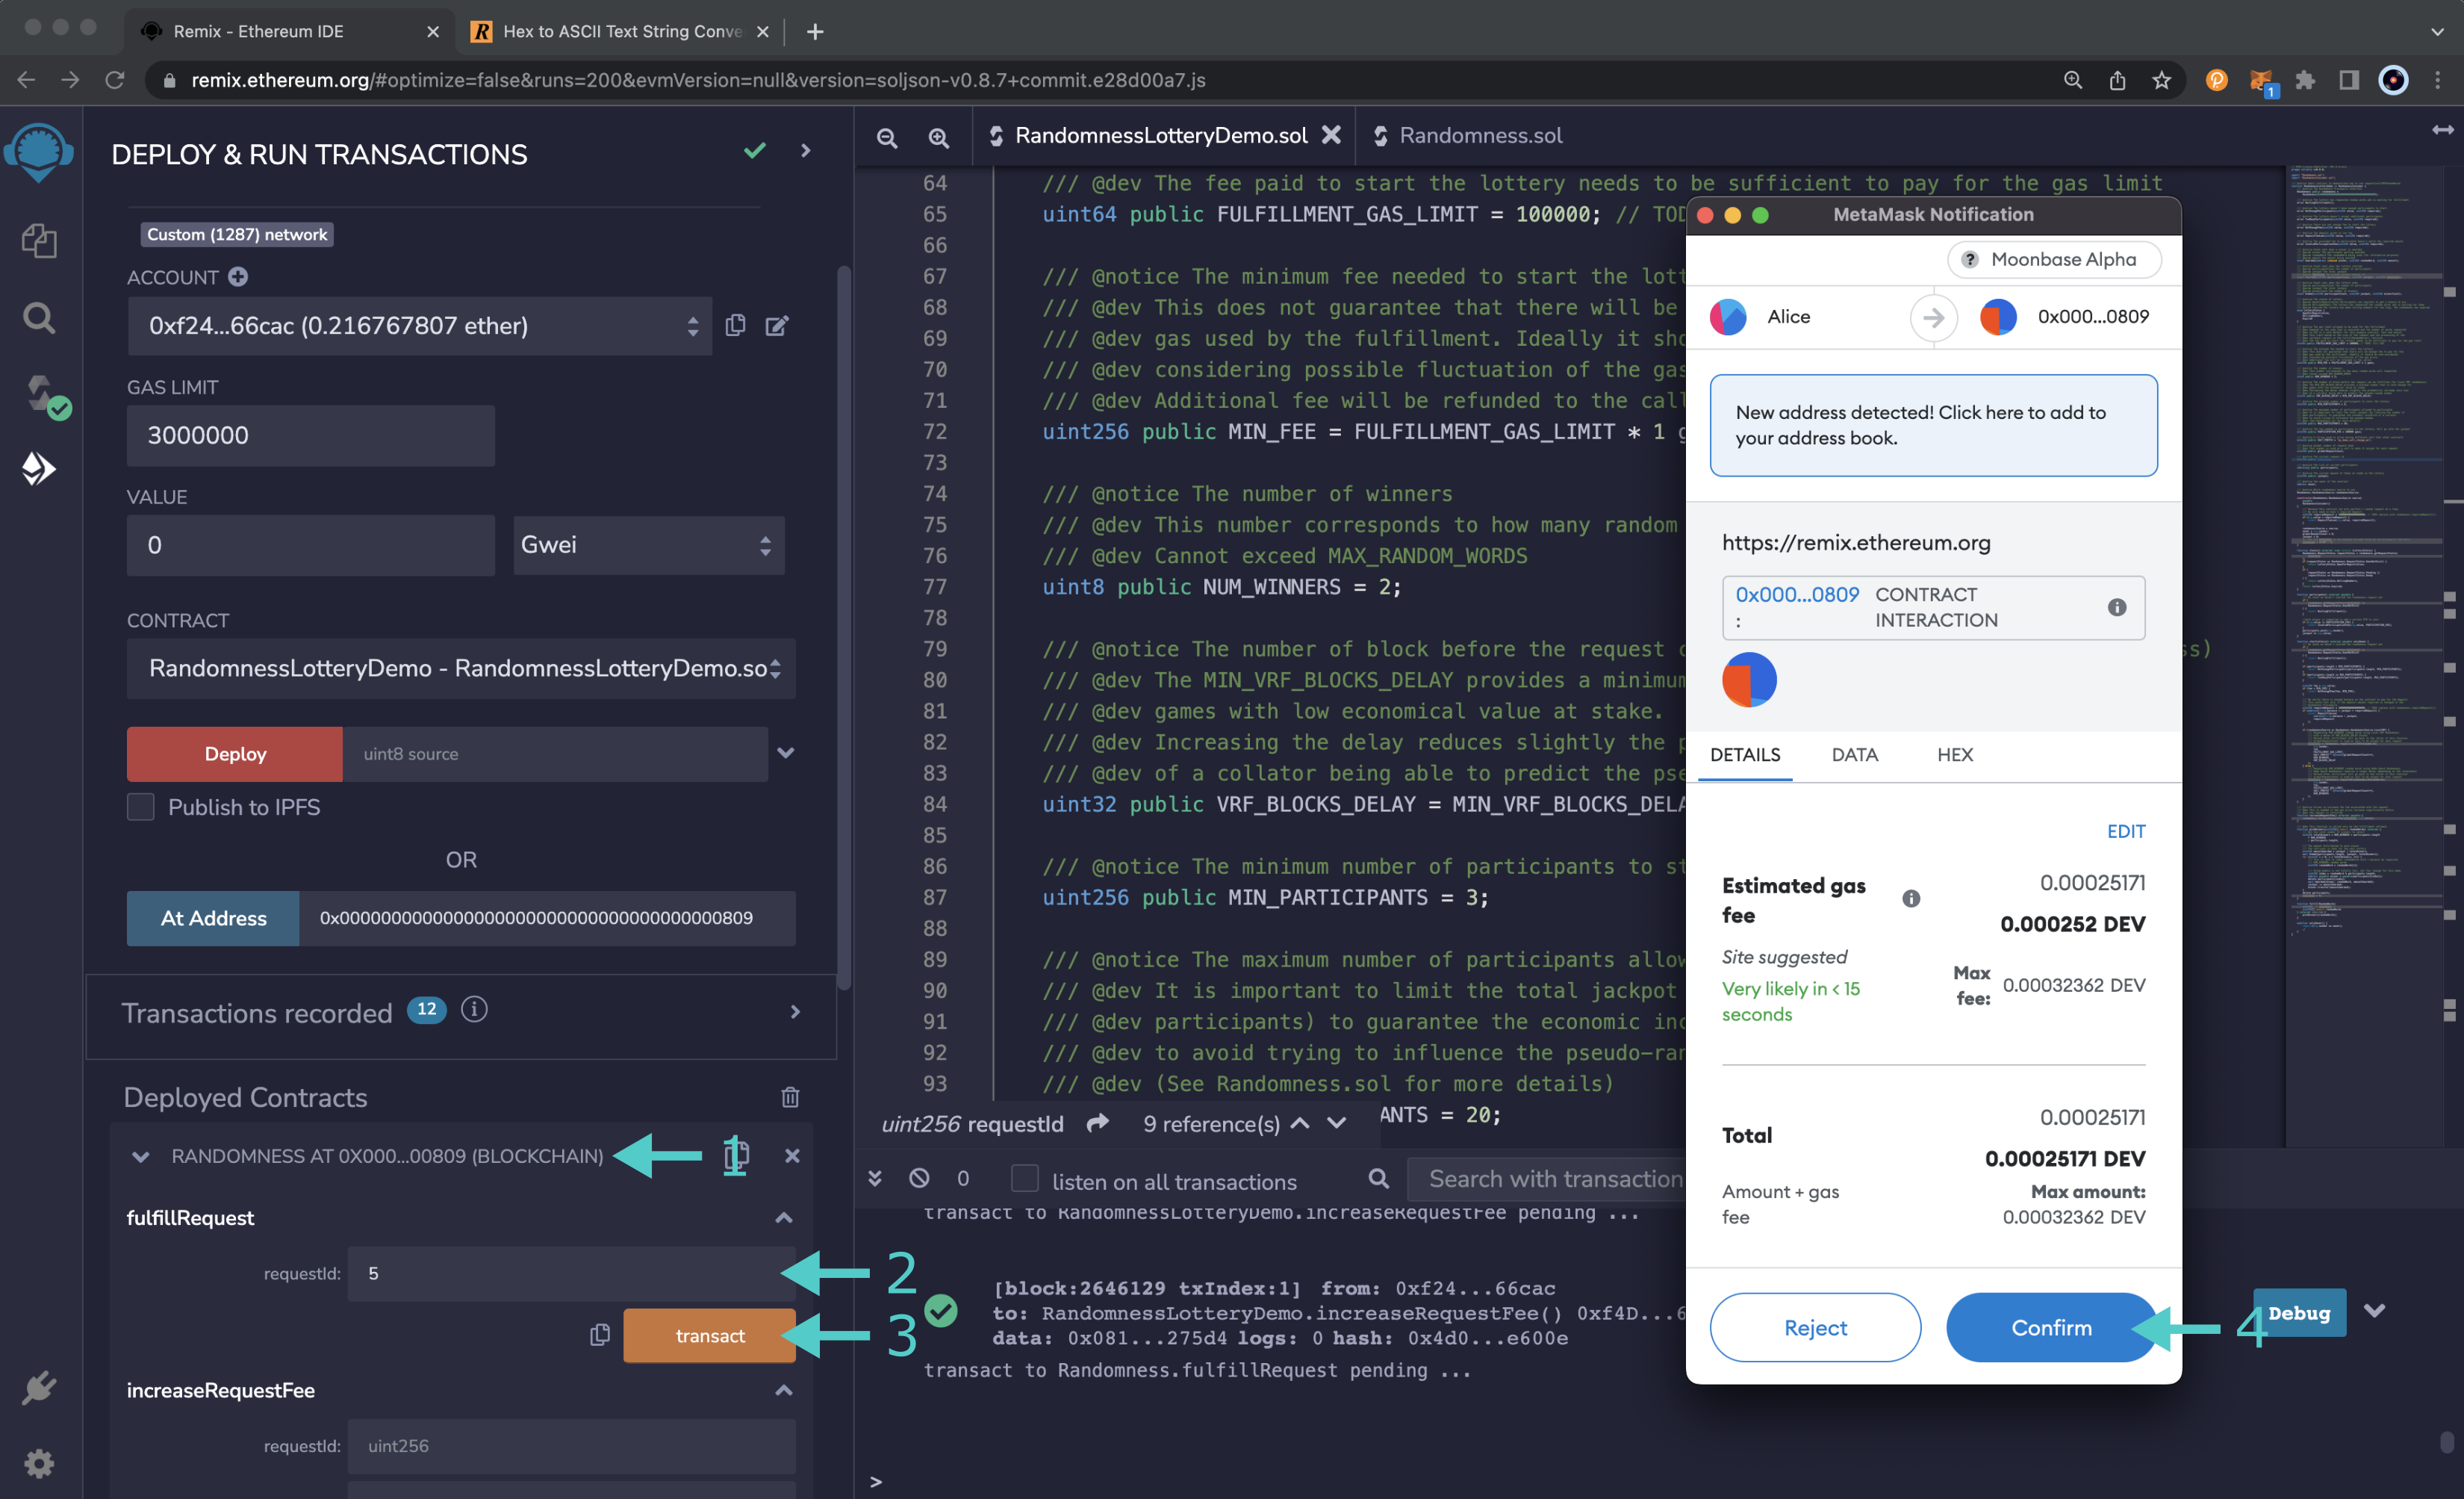 Remix - Ethereum IDE
Hex to ASCII Text String Conve
remix.ethereum.org/#optimize=false&runs=200&evmVersion=null&version=soljson-v0.8.7+commit.e28d00a7.js
1
DEPLOY & RUN TRANSACTIONS
Custom (1287) network
ACCOUNT
0xf24...66cac (0.216767807 ether)
GAS LIMIT
3000000
VALUE
0
Gwei
CONTRACT
RandomnessLotteryDemo - RandomnessLotteryDemo.so
Deploy
uint8 source
Publish to IPFS
OR
At Address
0x0000000000000000000000000000000000000809
Transactions recorded 12 i
Deployed Contracts
RANDOMNESS AT 0X000...00809 (BLOCKCHAIN)
1
fulfillRequest
requestId: 5
2
transact
3
increaseRequestFee
requestId: uint256
RandomnessLotteryDemo.sol
Randomness.sol
64 /// @dev The fee paid to start the lottery needs to be sufficient to pay for the gas limit
65 uint64 public FULFILLMENT_GAS_LIMIT = 100000; // TOD
66
67 /// @notice The minimum fee needed to start the lott
68 /// @dev This does not guarantee that there will be
69 /// @dev gas used by the fulfillment. Ideally it sho
70 /// @dev considering possible fluctuation of the gas
71 /// @dev Additional fee will be refunded to the call
72 uint256 public MIN_FEE = FULFILLMENT_GAS_LIMIT * 1 g
73
74 /// @notice The number of winners
75 /// @dev This number corresponds to how many random
76 /// @dev Cannot exceed MAX_RANDOM_WORDS
77 uint8 public NUM_WINNERS = 2;
78
79 /// @notice The number of block before the request c s)
80 /// @dev The MIN_VRF_BLOCKS_DELAY provides a minimum
81 /// @dev games with low economical value at stake.
82 /// @dev Increasing the delay reduces slightly the p
83 /// @dev of a collator being able to predict the pse
84 uint32 public VRF_BLOCKS_DELAY = MIN_VRF_BLOCKS_DELA
85
86 /// @notice The minimum number of participants to st
87 uint256 public MIN_PARTICIPANTS = 3;
88
89 /// @notice The maximum number of participants allow
90 /// @dev It is important to limit the total jackpot
91 /// @dev participants) to guarantee the economic inc
92 /// @dev to avoid trying to influence the pseudo-ran
93 /// @dev (See Randomness.sol for more details)
ANTS = 20;
uint256 requestId
9 reference(s)
0
listen on all transactions
Search with transaction
transact to RandomnessLotteryDemo.increaseRequestFee pending ...
[block:2646129 txIndex:1] from: 0xf24...66cac
to: RandomnessLotteryDemo.increaseRequestFee() 0xf4D...6
data: 0x081...275d4 logs: 0 hash: 0x4d0...e600e
transact to Randomness.fulfillRequest pending ...
>
Debug
MetaMask Notification
? Moonbase Alpha
Alice
0x000...0809
New address detected! Click here to add to
your address book.
https://remix.ethereum.org
0x000...0809 CONTRACT
: INTERACTION
DETAILS
DATA
HEX
EDIT
Estimated gas
fee
0.00025171
0.000252 DEV
Site suggested
Very likely in < 15
seconds
Max
fee:
0.00032362 DEV
Total
0.00025171
0.00025171 DEV
Amount + gas
fee
Max amount:
0.00032362 DEV
Reject
Confirm
4